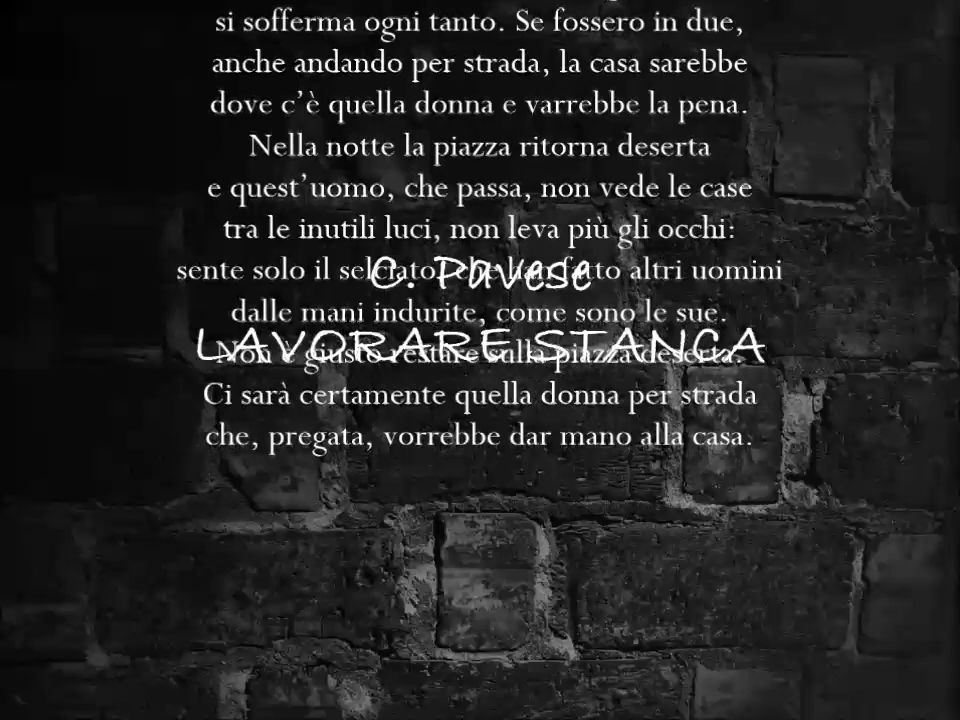 si sofferma ogni tanto. Se fossero in due,
anche andando per strada, la casa sarebbe
dove c’è quella donna e varrebbe la pena.
Nella notte la piazza ritorna deserta
e quest’uomo, che passa, non vede le case
tra le inutili luci, non leva più gli occhi:
sente solo il selciato, che han fatto altri uomini
C. Pavese
dalle mani indurite, come sono le sue.
LAVORARE STANCA
Non è giusto restare sulla piazza deserta.
Ci sarà certamente quella donna per strada
che, pregata, vorrebbe dar mano alla casa.